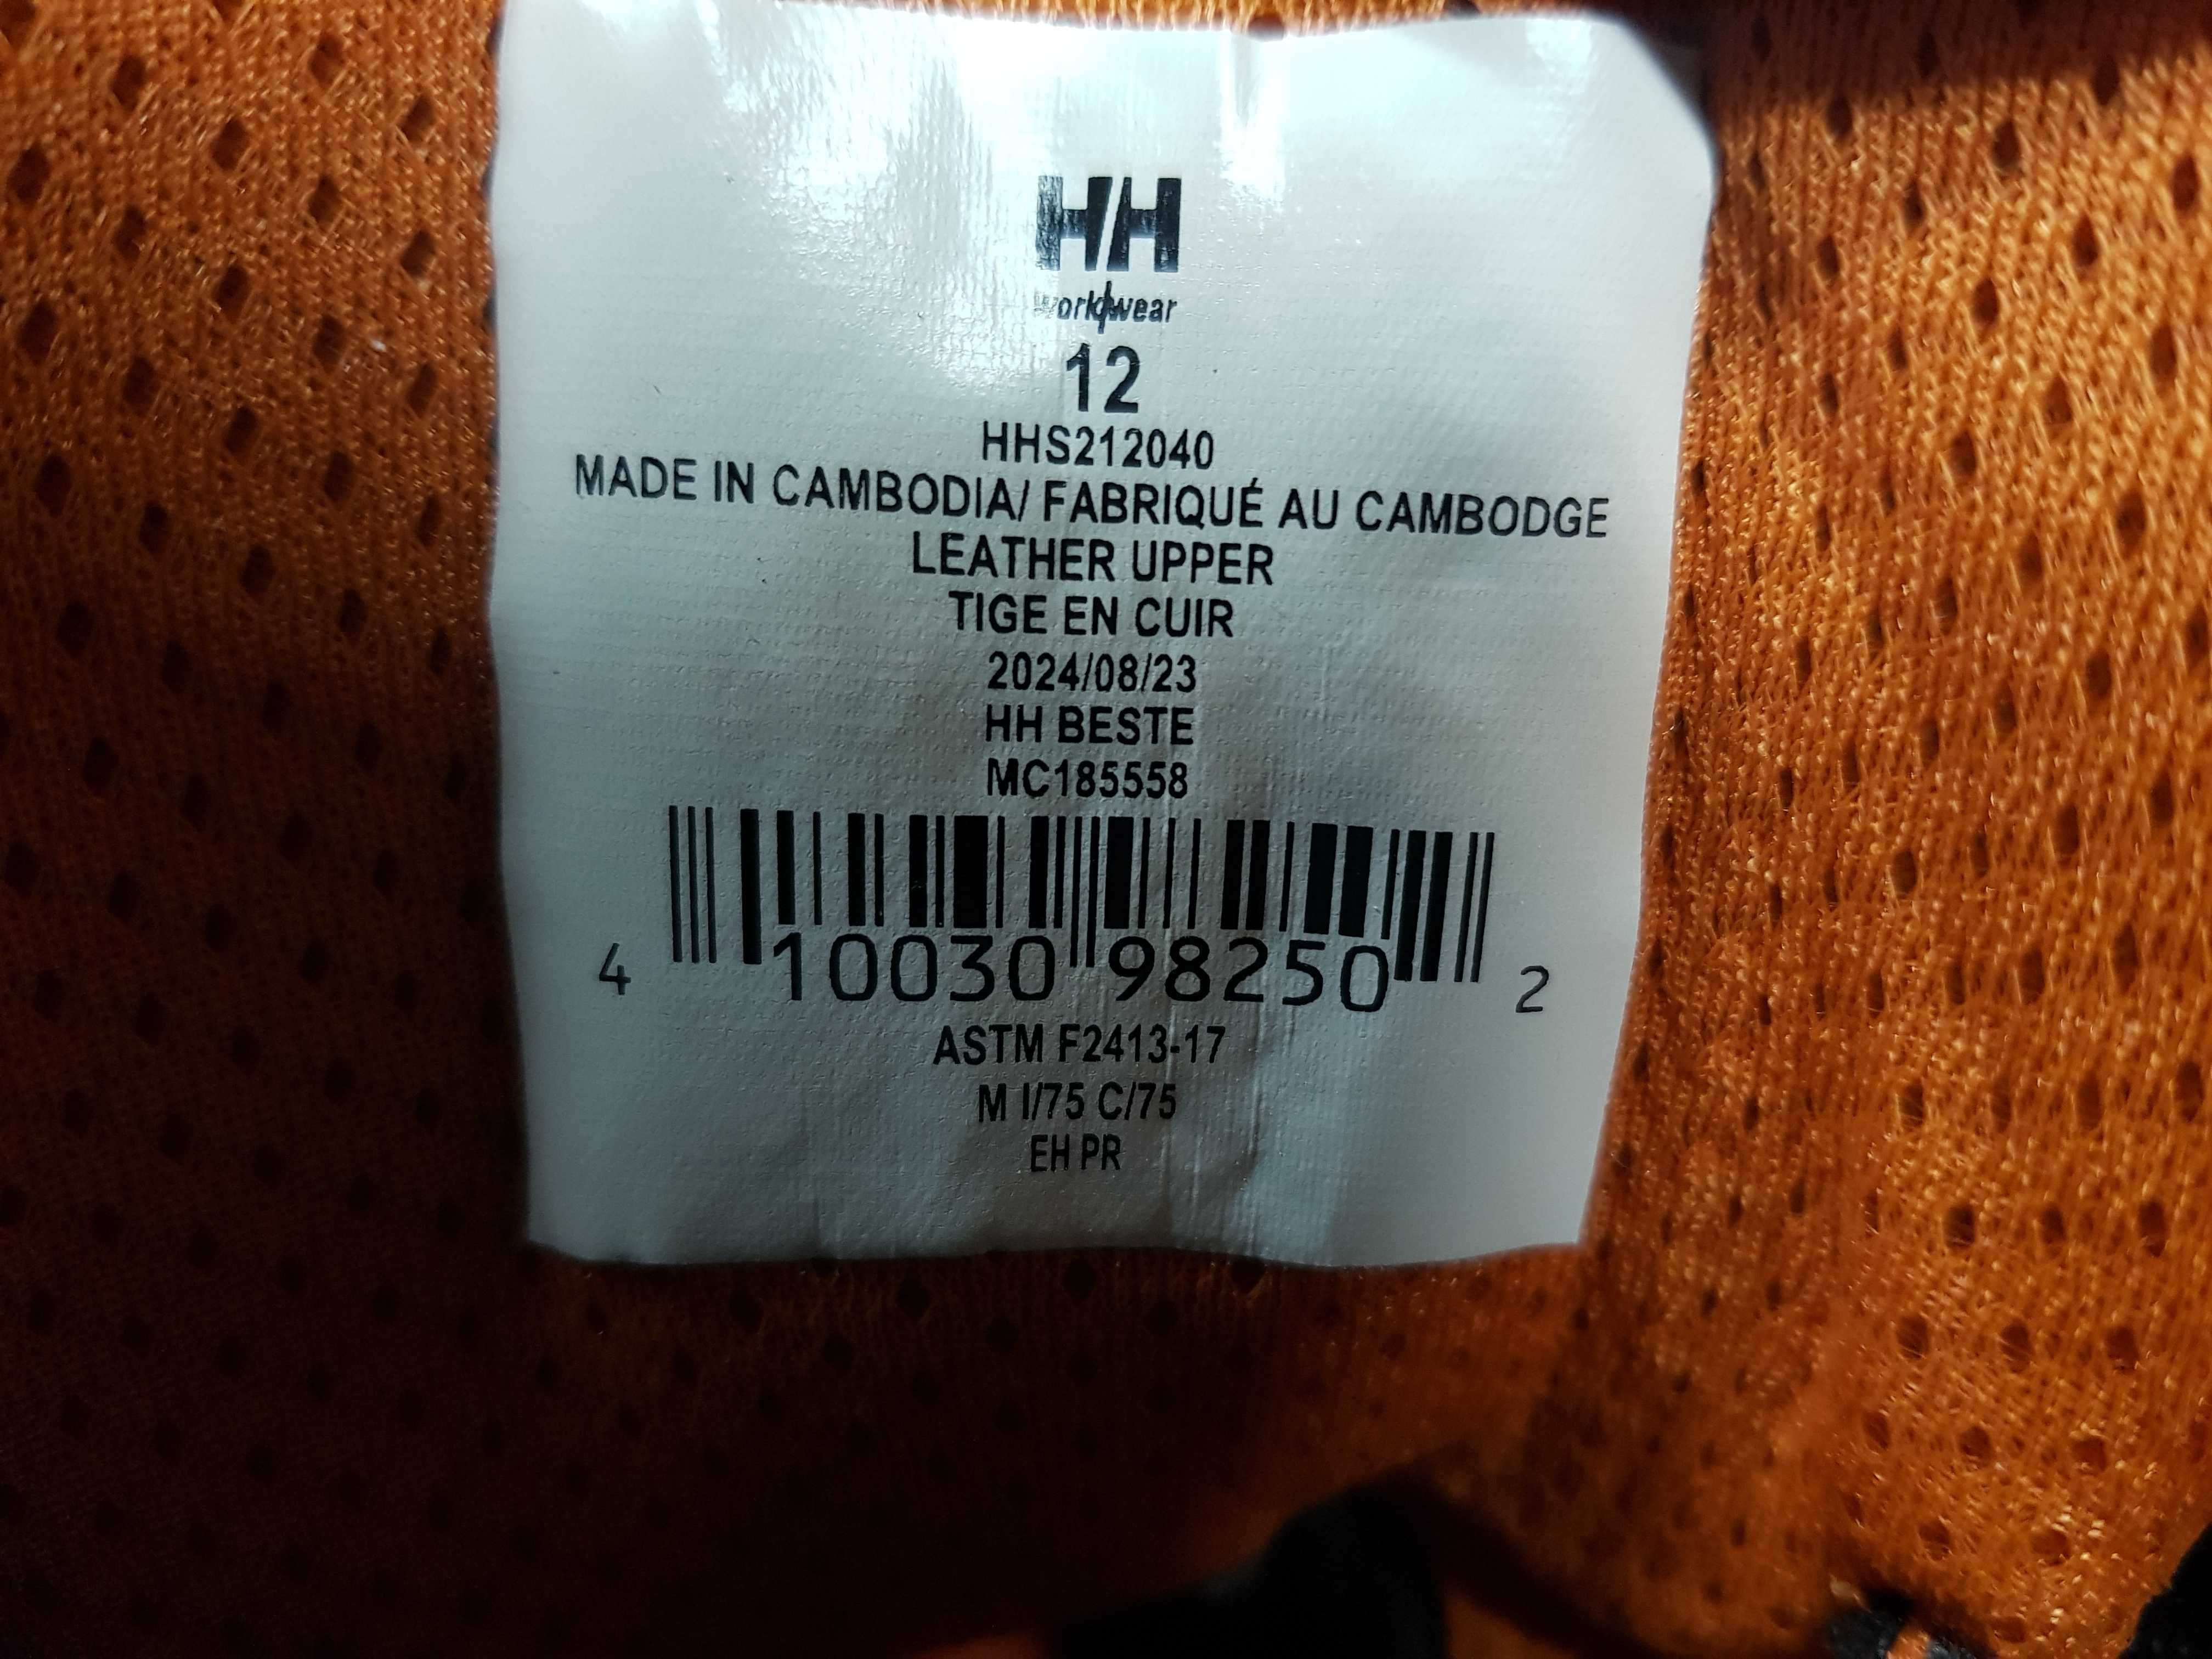 HH
workwear
12
HHS212040
MADE IN CAMBODIA/ FABRIQUÉ AU CAMBODGE
LEATHER UPPER
TIGE EN CUIR
2024/08/23
HH BESTE
MC185558
4 10030 98250 2
ASTM F2413-17
M I/75 C/75
EH PR